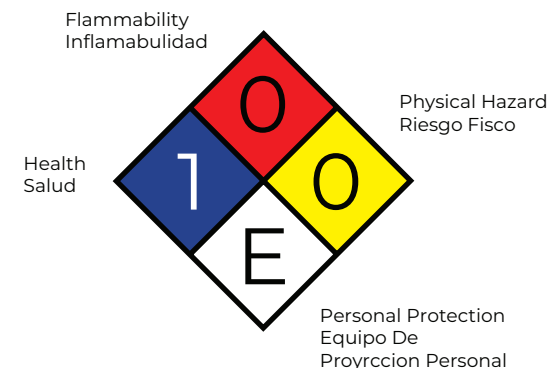 Flammability
Inflamabulidad
0
Physical Hazard
Riesgo Fisco
Health
Salud
1
0
E
Personal Protection
Equipo De
Proyrccion Personal